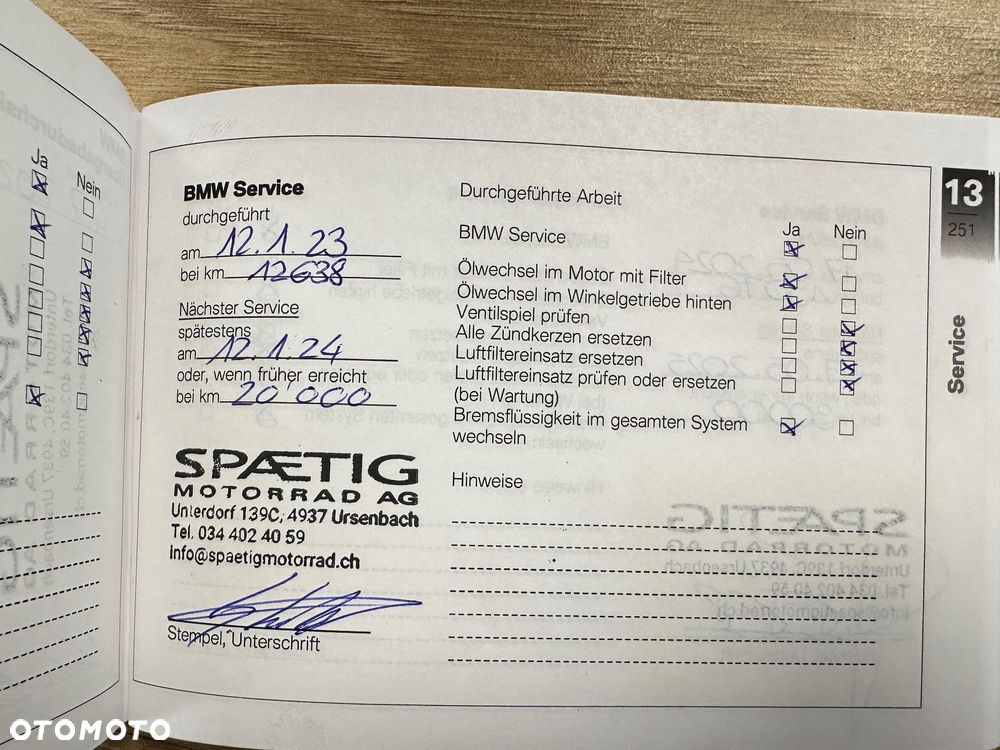 Ja
Nein
BMW Service
durchgeführt
am 12.1.23
bei km 12638
Nächster Service
spätestens
am 12.1.24
oder, wenn früher erreicht
bei km 20'000
SPÆTIG
MOTORRAD AG
Unterdorf 139C, 4937 Ursenbach
Tel. 034 402 40 59
info@spaetigmotorrad.ch
Stempel, Unterschrift
Durchgeführte Arbeit
Ja Nein
BMW Service
Ölwechsel im Motor mit Filter
Ölwechsel im Winkelgetriebe hinten
Ventilspiel prüfen
Alle Zündkerzen ersetzen
Luftfiltereinsatz ersetzen
Luftfiltereinsatz prüfen oder ersetzen
(bei Wartung)
Bremsflüssigkeit im gesamten System
wechseln
Hinweise
13
251
Service
OTOMOTO